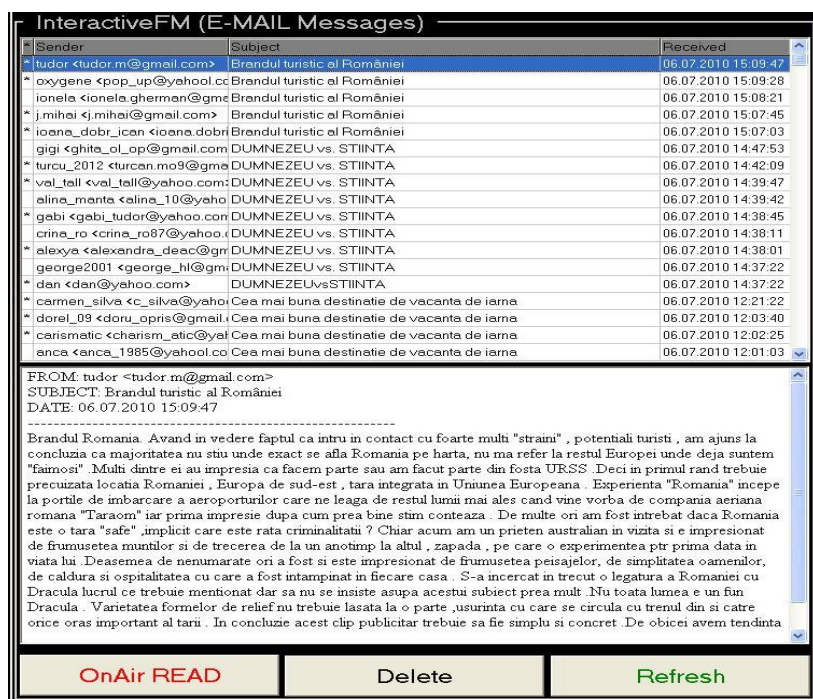 InteractiveFM (E-MAIL Messages)
* Sender Subject Received
* tudor <tudor.m@gmail.com> Brandul turistic al României 06.07.2010 15:09:47
* oxygene <pop_up@yahool.cc Brandul turistic al României 06.07.2010 15:09:28
ionela <ionela.gherman@gma Brandul turistic al României 06.07.2010 15:08:21
* j.mihai <j.mihai@gmail.com> Brandul turistic al României 06.07.2010 15:07:45
* ioana_dobr_ican <ioana.dobri Brandul turistic al României 06.07.2010 15:07:03
gigi <ghita_ol_op@gmail.com DUMNEZEU vs. STIINTA 06.07.2010 14:47:53
* turcu_2012 <turcan.mo9@gma DUMNEZEU vs. STIINTA 06.07.2010 14:42:09
* val_tall <val_tall@yahoo.com> DUMNEZEU vs. STIINTA 06.07.2010 14:39:47
alina_manta <alina_10@yaho DUMNEZEU vs. STIINTA 06.07.2010 14:39:42
* gabi <gabi_tudor@yahoo.com DUMNEZEU vs. STIINTA 06.07.2010 14:38:45
crina_ro <crina_ro87@yahoo.c DUMNEZEU vs. STIINTA 06.07.2010 14:38:11
* alexya <alexandra_deac@gm DUMNEZEU vs. STIINTA 06.07.2010 14:38:01
george2001 <george_hl@gma DUMNEZEU vs. STIINTA 06.07.2010 14:37:22
* dan <dan@yahoo.com> DUMNEZEUvsSTIINTA 06.07.2010 14:37:22
* carmen_silva <c_silva@yahoo Cea mai buna destinatie de vacanta de iarna 06.07.2010 12:21:22
* dorel_09 <doru_opris@gmail.c Cea mai buna destinatie de vacanta de iarna 06.07.2010 12:03:40
* carismatic <charism_atic@yah Cea mai buna destinatie de vacanta de iarna 06.07.2010 12:02:25
anca <anca_1985@yahool.co Cea mai buna destinatie de vacanta de iarna 06.07.2010 12:01:03
FROM: tudor <tudor.m@gmail.com>
SUBJECT: Brandul turistic al României
DATE: 06.07.2010 15:09:47
------------------------------------------------------------
Brandul Romania. Avand in vedere faptul ca intru in contact cu foarte multi "straini" , potentiali turisti , am ajuns la
concluzia ca majoritatea nu stiu unde exact se afla Romania pe harta, nu ma refer la restul Europei unde deja suntem
"faimosi" .Multi dintre ei au impresia ca facem parte sau am facut parte din fosta URSS .Deci in primul rand trebuie
precuizata locatia Romaniei , Europa de sud-est , tara integrata in Uniunea Europeana . Experienta "Romania" incepe
la portile de imbarcare a aeroporturilor care ne leaga de restul lumii mai ales cand vine vorba de compania aeriana
romana "Taraom" iar prima impresie dupa cum prea bine stim conteaza . De multe ori am fost intrebat daca Romania
este o tara "safe" ,implicit care este rata criminalitatii ? Chiar acum am un prieten australian in vizita si e impresionat
de frumusetea muntilor si de trecerea de la un anotimp la altul , zapada , pe care o experimentea ptr prima data in
viata lui .Deasemea de nenumarate ori a fost si este impresionat de frumusetea peisajelor, de simplitatea oamenilor,
de caldura si ospitalitatea cu care a fost intampinat in fiecare casa . S-a incercat in trecut o legatura a Romaniei cu
Dracula lucrul ce trebuie mentionat dar sa nu se insiste asupa acestui subiect prea mult .Nu toata lumea e un fun
Dracula . Varietatea formelor de relief nu trebuie lasata la o parte ,usurinta cu care se circula cu trenul din si catre
orice oras important al tarii . In concluzie acest clip publicitar trebuie sa fie simplu si concret .De obicei avem tendinta
OnAir READ Delete Refresh